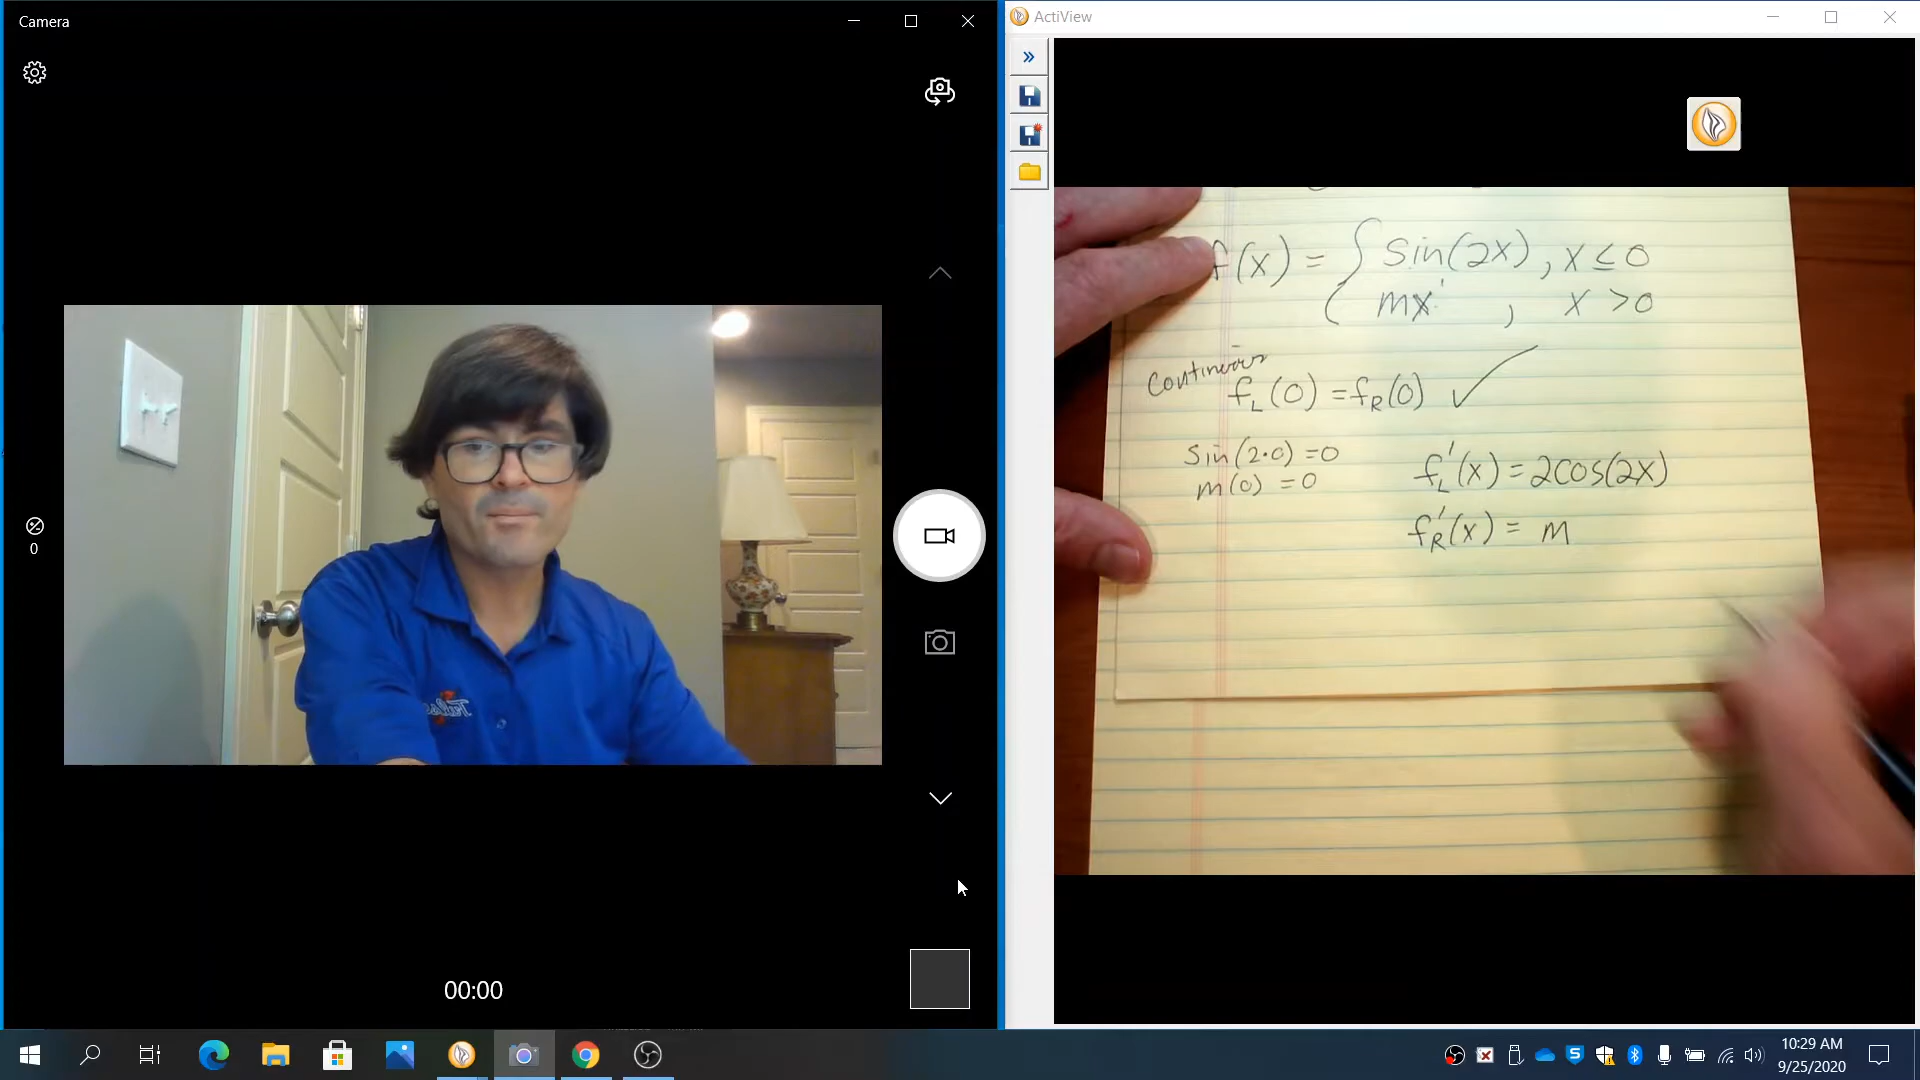 Camera
ActiView
f(x) = { sin(2x), x ≤ 0
mx , x > 0
Continuous
f_L(0) = f_R(0) ✓
sin(2·0) = 0
m(0) = 0
f_L'(x) = 2cos(2x)
f_R'(x) = m
0
00:00
10:29 AM
9/25/2020